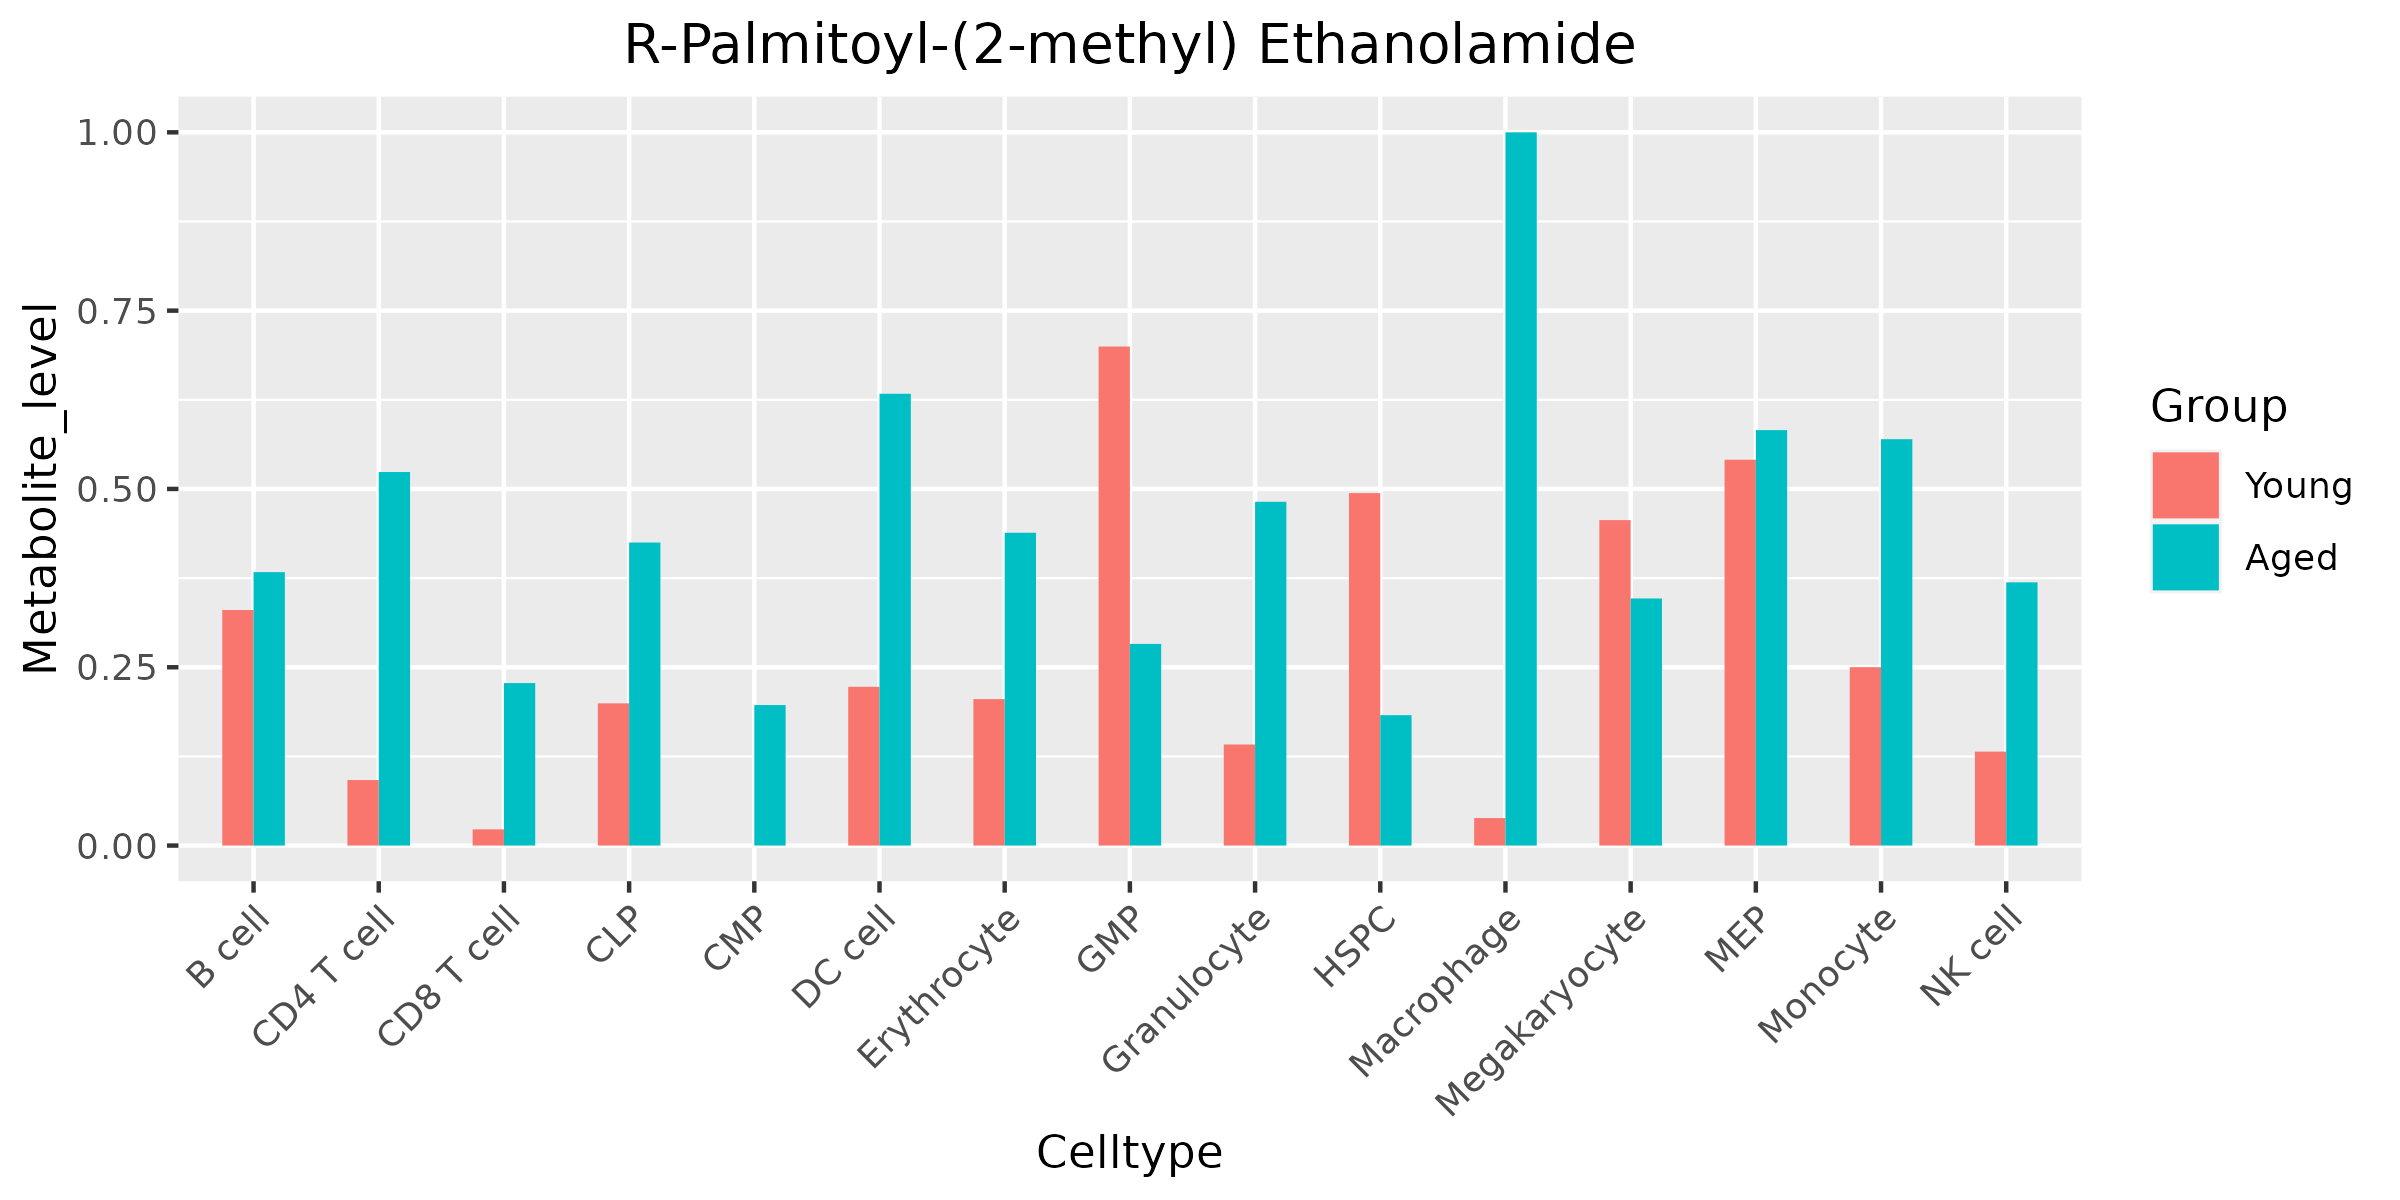 R-Palmitoyl-(2-methyl) Ethanolamide
Metabolite_level
1.00
0.75
0.50
0.25
0.00
B cell
CD4 T cell
CD8 T cell
CLP
CMP
DC cell
Erythrocyte
GMP
Granulocyte
HSPC
Macrophage
Megakaryocyte
MEP
Monocyte
NK cell
Celltype
Group
Young
Aged